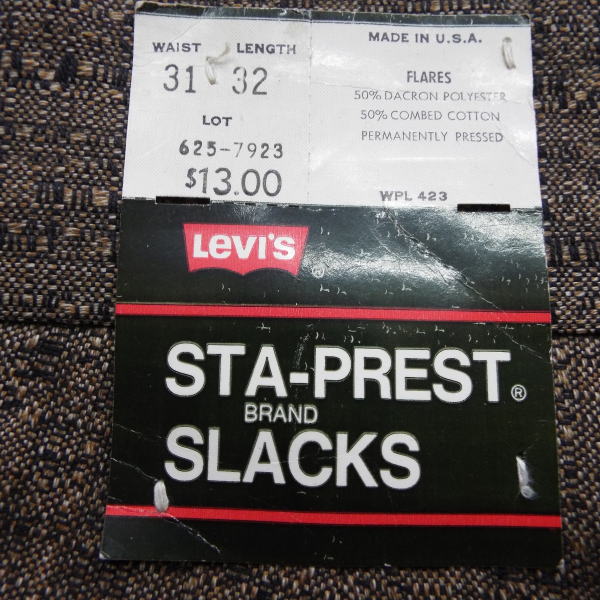 WAIST LENGTH
31 32
LOT
625-7923
$13.00
MADE IN U.S.A.
FLARES
50% DACRON POLYESTER
50% COMBED COTTON
PERMANENTLY PRESSED
WPL 423
LEVI'S ®
STA-PREST®
BRAND
SLACKS